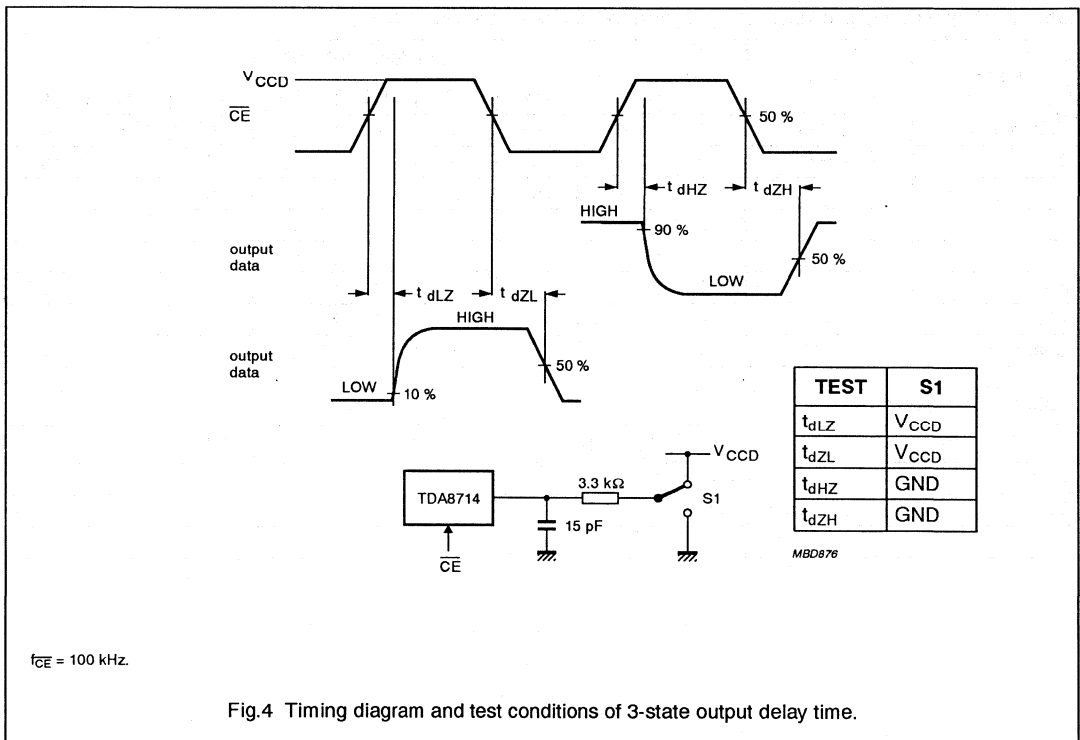 VCCD
CE
50 %
t dHZ
t dZH
HIGH
90 %
output
data
50 %
LOW
t dLZ
t dZL
HIGH
output
data
50 %
LOW
10 %
TEST S1
tdLZ VCCD
tdZL VCCD
tdHZ GND
tdZH GND
VCCD
3.3 kΩ
TDA8714
S1
15 pF
CE
MBD876
fCE = 100 kHz.
Fig.4 Timing diagram and test conditions of 3-state output delay time.